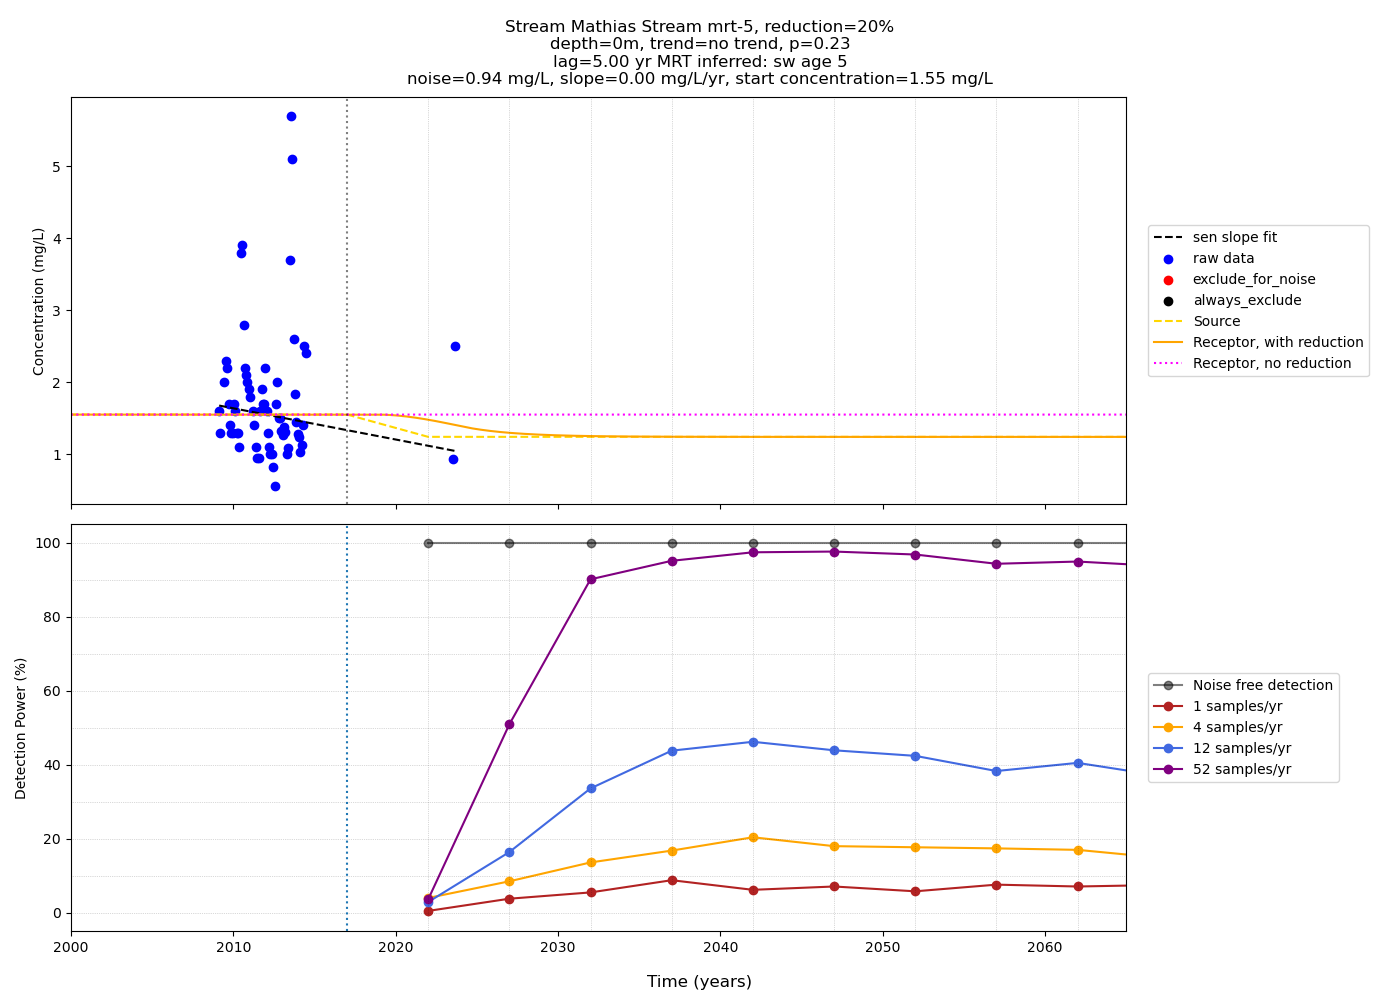 Stream Mathias Stream mrt-5, reduction=20%
depth=0m, trend=no trend, p=0.23
lag=5.00 yr MRT inferred: sw age 5
noise=0.94 mg/L, slope=0.00 mg/L/yr, start concentration=1.55 mg/L
Concentration (mg/L)
5
4
3
2
1
sen slope fit
raw data
exclude_for_noise
always_exclude
Source
Receptor, with reduction
Receptor, no reduction
Detection Power (%)
100
80
60
40
20
0
Noise free detection
1 samples/yr
4 samples/yr
12 samples/yr
52 samples/yr
2000 2010 2020 2030 2040 2050 2060
Time (years)